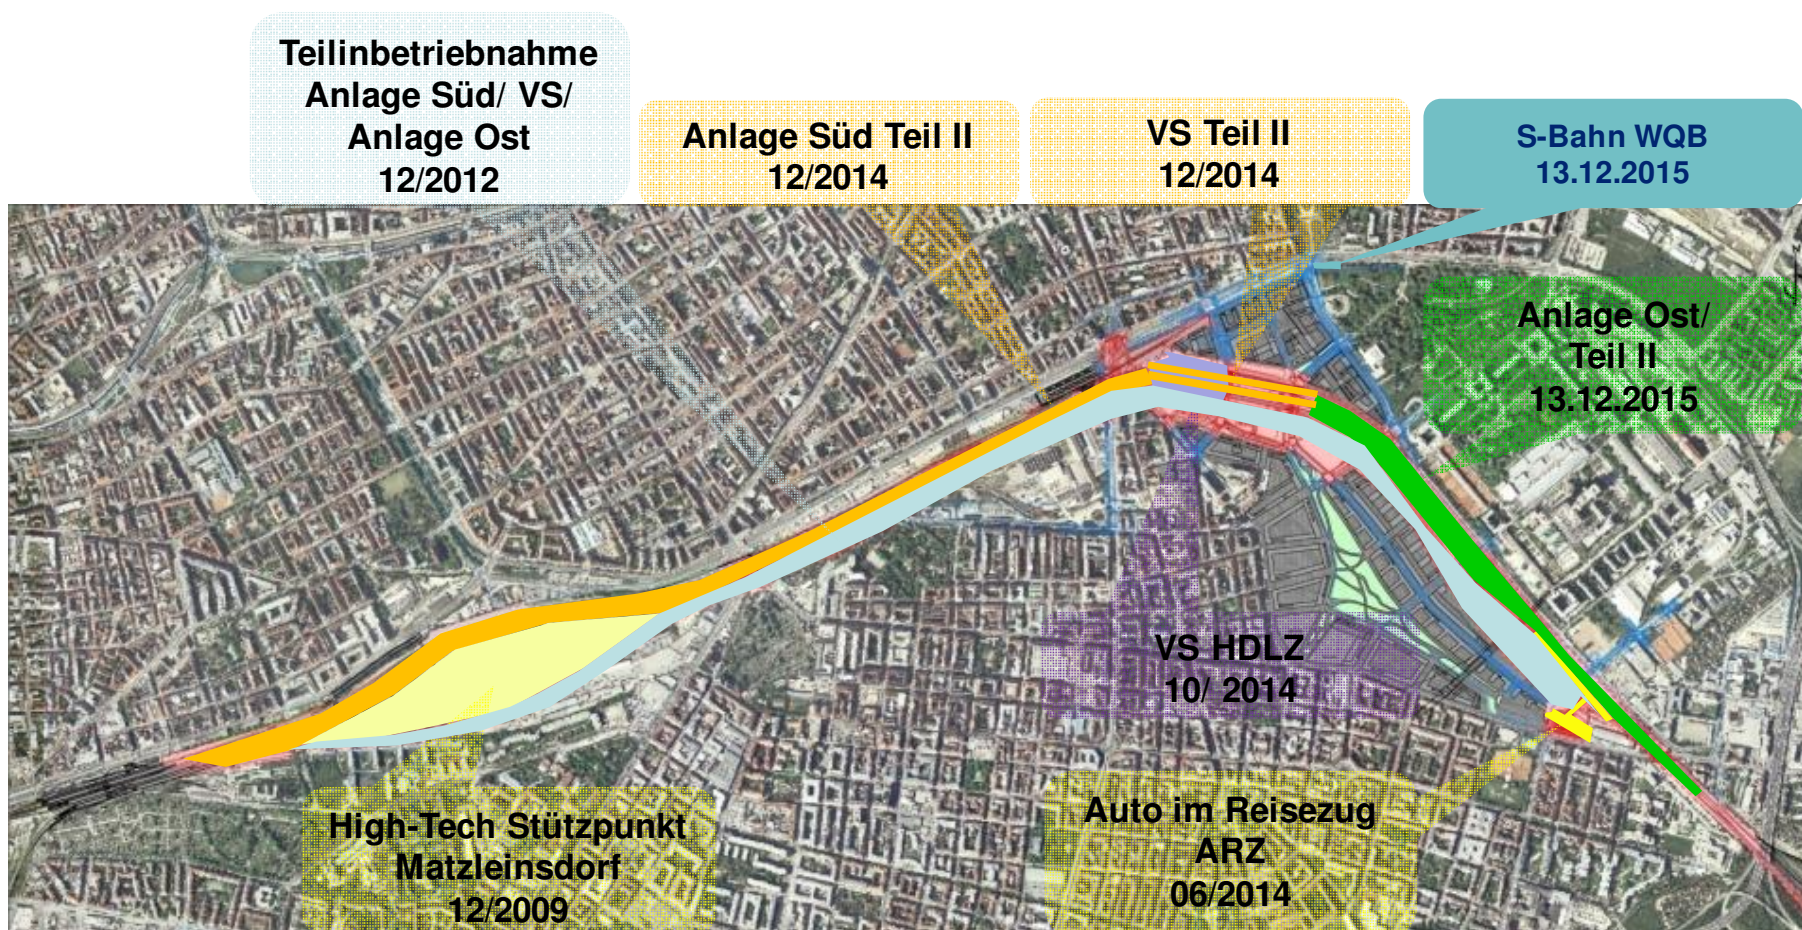 Teilinbetriebnahme
Anlage Süd/ VS/
Anlage Ost
12/2012
Anlage Süd Teil II
12/2014
VS Teil II
12/2014
S-Bahn WQB
13.12.2015
Anlage Ost/
Teil II
13.12.2015
VS HDLZ
10/ 2014
High-Tech Stützpunkt
Matzleinsdorf
12/2009
Auto im Reisezug
ARZ
06/2014